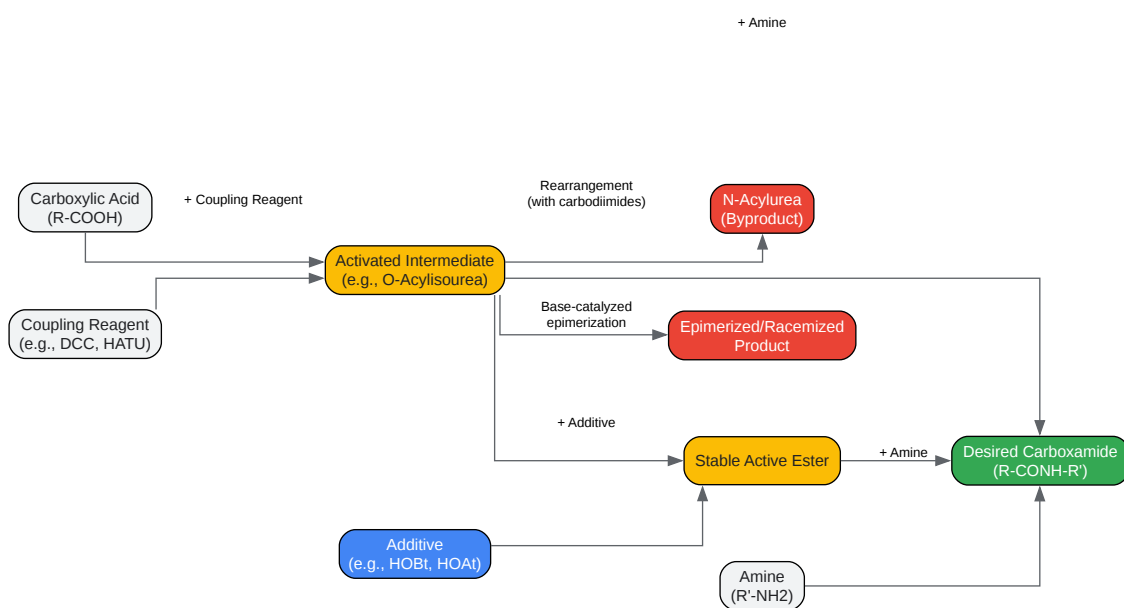 + Amine
Carboxylic Acid
(R-COOH)
+ Coupling Reagent
Rearrangement
(with carbodiimides)
N-Acylurea
(Byproduct)
Activated Intermediate
(e.g., O-Acylisourea)
Coupling Reagent
(e.g., DCC, HATU)
Base-catalyzed
epimerization
Epimerized/Racemized
Product
+ Additive
Stable Active Ester
+ Amine
Desired Carboxamide
(R-CONH-R')
Additive
(e.g., HOBt, HOAt)
Amine
(R'-NH2)